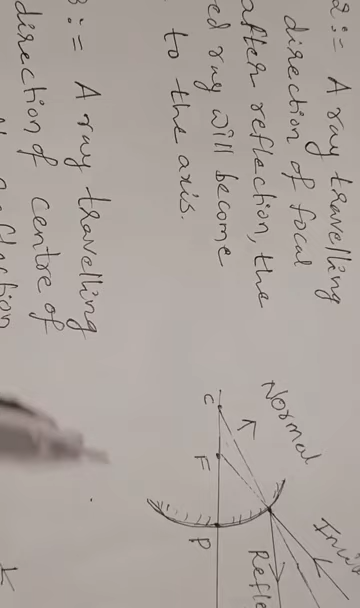 2:= A ray travelling
direction of focal
after reflection, the
ed ray will become
to the axis.
3:= A ray travelling
direction of centre of
Normal
C
F
P